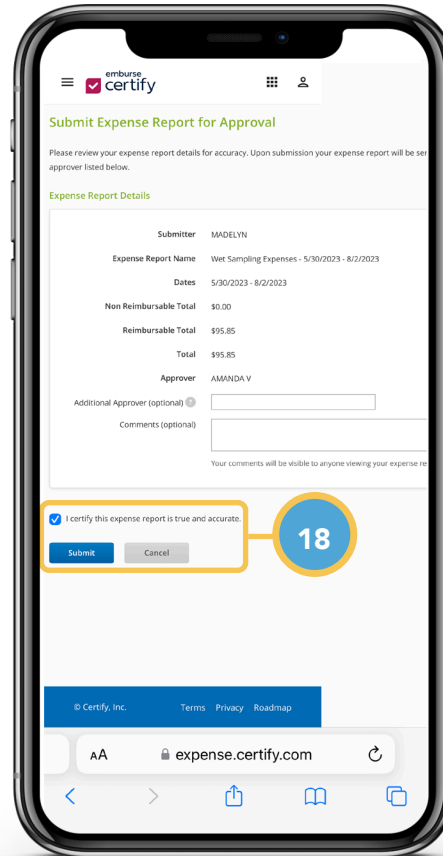 emburse
certify
Submit Expense Report for Approval
Please review your expense report details for accuracy. Upon submission your expense report will be
approver listed below.
Expense Report Details
Submitter MADELYN
Expense Report Name Wet Sampling Expenses - 5/30/2023 - 8/2/2023
Dates 5/30/2023 - 8/2/2023
Non Reimbursable Total $0.00
Reimbursable Total $95.85
Total $95.85
Approver AMANDA V
Additional Approver (optional) ?
Comments (optional)
Your comments will be visible to anyone viewing your expense
I certify this expense report is true and accurate.
18
Submit Cancel
© Certify, Inc. Terms Privacy Roadmap
AA expense.certify.com